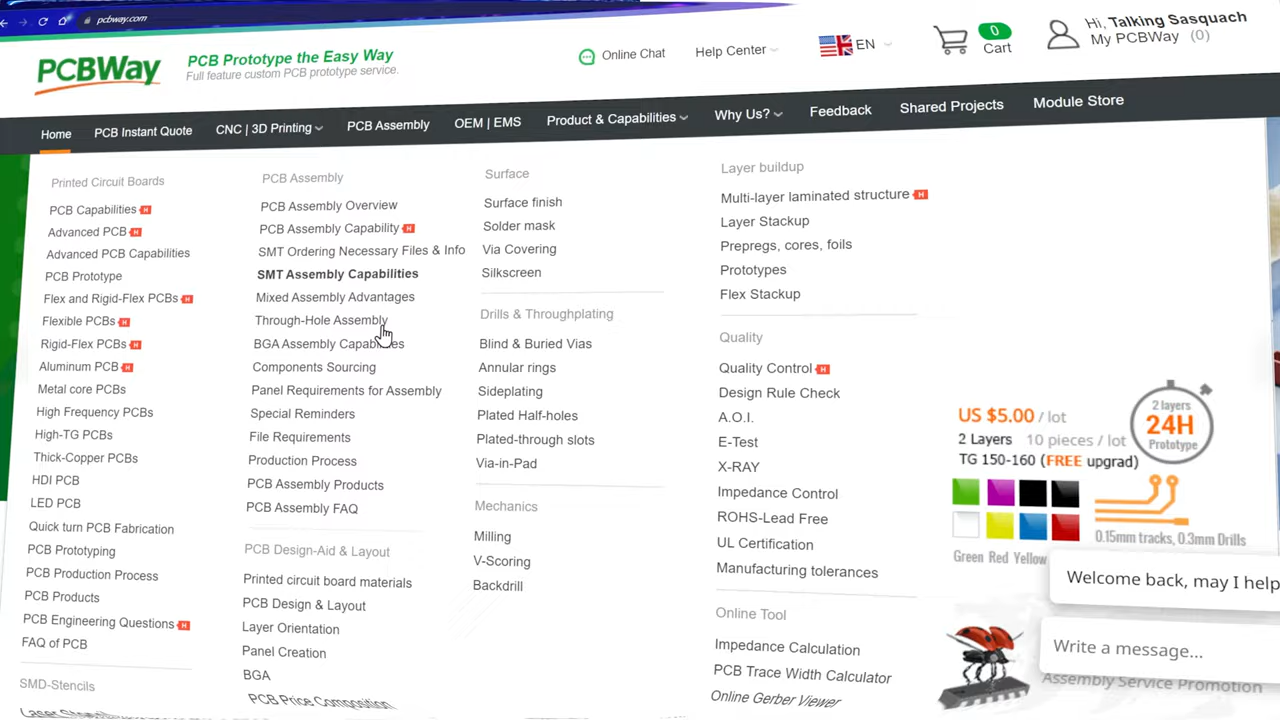 pcbway.com
PCBWay
PCB Prototype the Easy Way
Full feature custom PCB prototype service.
Online Chat
Help Center
EN
0
Cart
Hi, Talking Sasquach
My PCBWay (0)
Home
PCB Instant Quote
CNC | 3D Printing
PCB Assembly
OEM | EMS
Product & Capabilities
Why Us?
Feedback
Shared Projects
Module Store
Printed Circuit Boards
PCB Capabilities H
Advanced PCB H
Advanced PCB Capabilities
PCB Prototype
Flex and Rigid-Flex PCBs H
Flexible PCBs H
Rigid-Flex PCBs H
Aluminum PCB H
Metal core PCBs
High Frequency PCBs
High-TG PCBs
Thick-Copper PCBs
HDI PCB
LED PCB
Quick turn PCB Fabrication
PCB Prototyping
PCB Production Process
PCB Products
PCB Engineering Questions H
FAQ of PCB
SMD-Stencils
PCB Assembly
PCB Assembly Overview
PCB Assembly Capability H
SMT Ordering Necessary Files & Info
SMT Assembly Capabilities
Mixed Assembly Advantages
Through-Hole Assembly
BGA Assembly Capabilities
Components Sourcing
Panel Requirements for Assembly
Special Reminders
File Requirements
Production Process
PCB Assembly Products
PCB Assembly FAQ
PCB Design-Aid & Layout
Printed circuit board materials
PCB Design & Layout
Layer Orientation
Panel Creation
BGA
PCB Price Composition
Surface
Surface finish
Solder mask
Via Covering
Silkscreen
Drills & Throughplating
Blind & Buried Vias
Annular rings
Sideplating
Plated Half-holes
Plated-through slots
Via-in-Pad
Mechanics
Milling
V-Scoring
Backdrill
Layer buildup
Multi-layer laminated structure H
Layer Stackup
Prepregs, cores, foils
Prototypes
Flex Stackup
Quality
Quality Control H
Design Rule Check
A.O.I.
E-Test
X-RAY
Impedance Control
ROHS-Lead Free
UL Certification
Manufacturing tolerances
Online Tool
Impedance Calculation
PCB Trace Width Calculator
Online Gerber Viewer
US $5.00 / lot
2 Layers 10 pieces / lot
TG 150-160 (FREE upgrad)
2 layers
24H
Prototype
0.15mm tracks, 0.3mm Drills
Green Red Yellow
Welcome back, may I help
Write a message...
Assembly Service Promotion